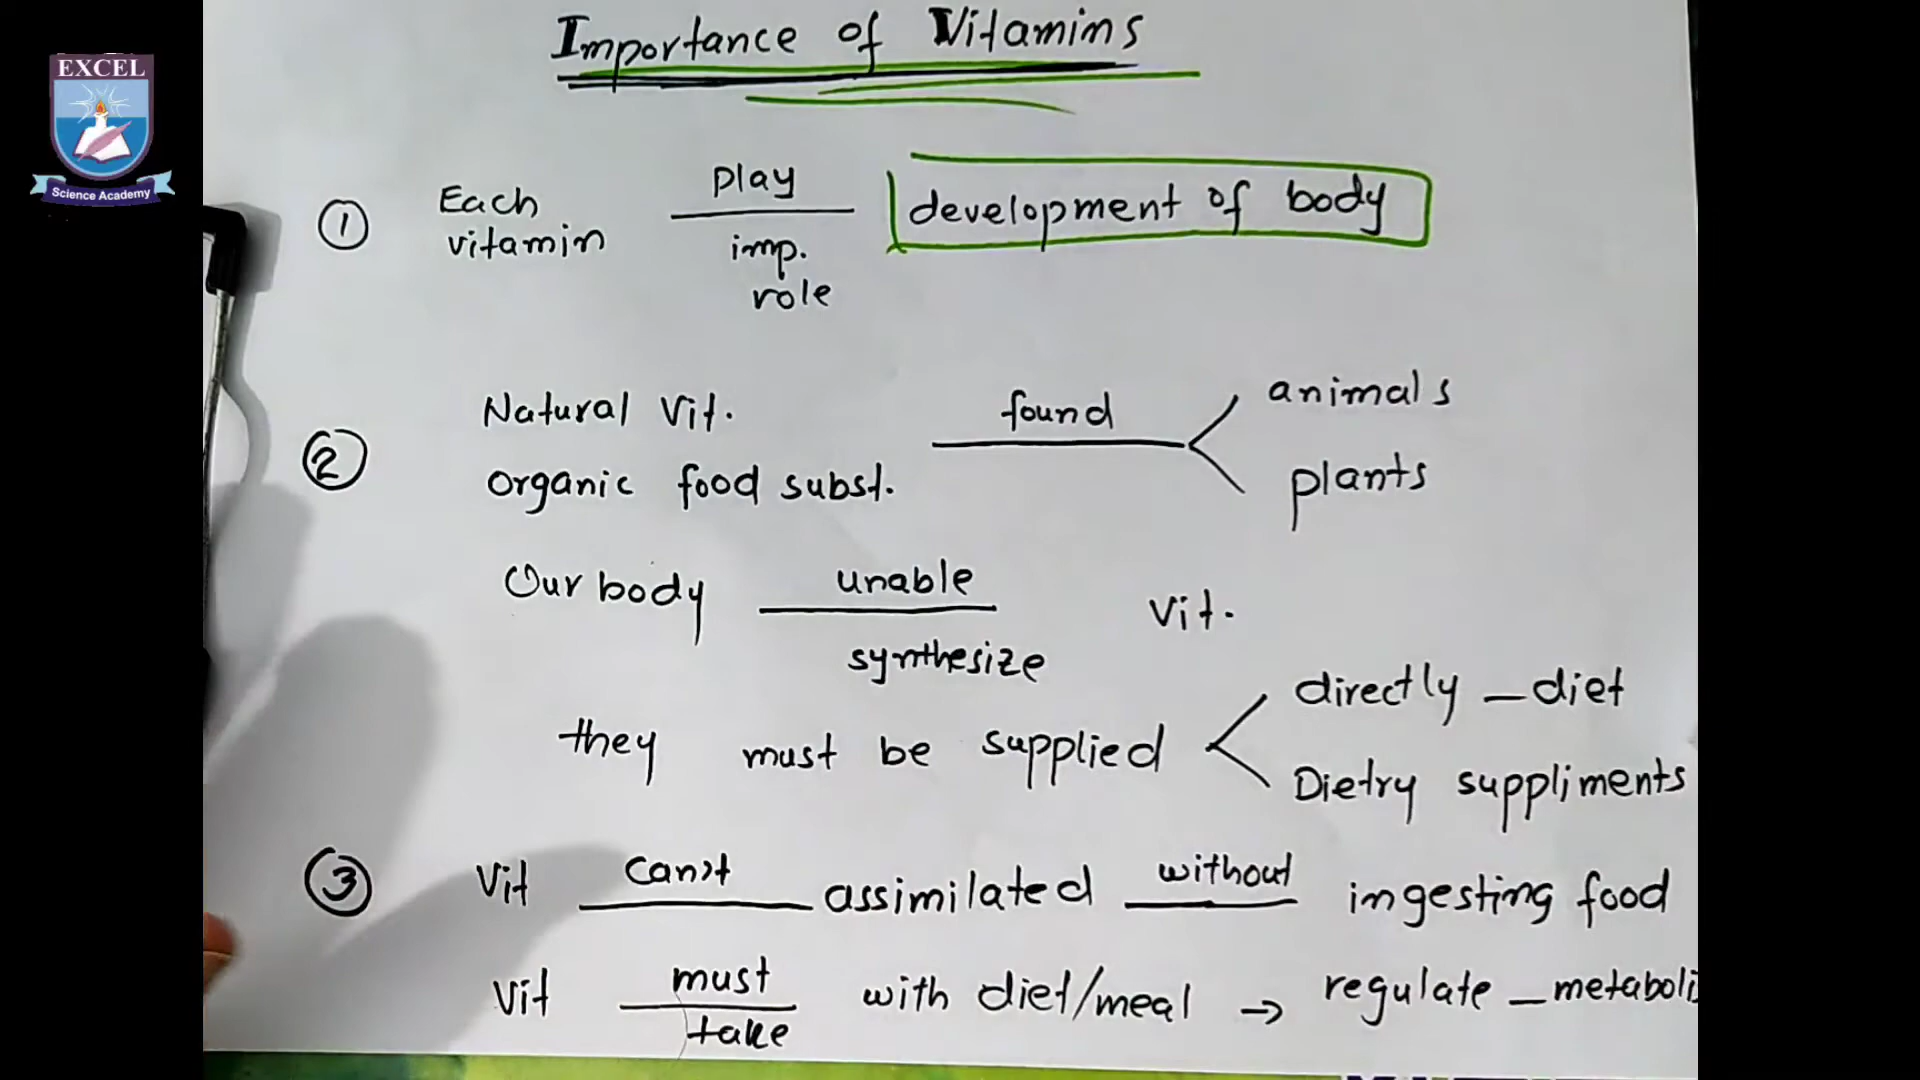 EXCEL
Science Academy
Importance of Vitamins
① Each vitamin play imp. role development of body
② Natural Vit.
organic food subst. found animals
plants
Our body unable synthesize Vit.
they must be supplied directly _ diet
Dietry suppliments
③ Vit can't assimilated without ingesting food
Vit must take with diet/meal → regulate _ metaboli